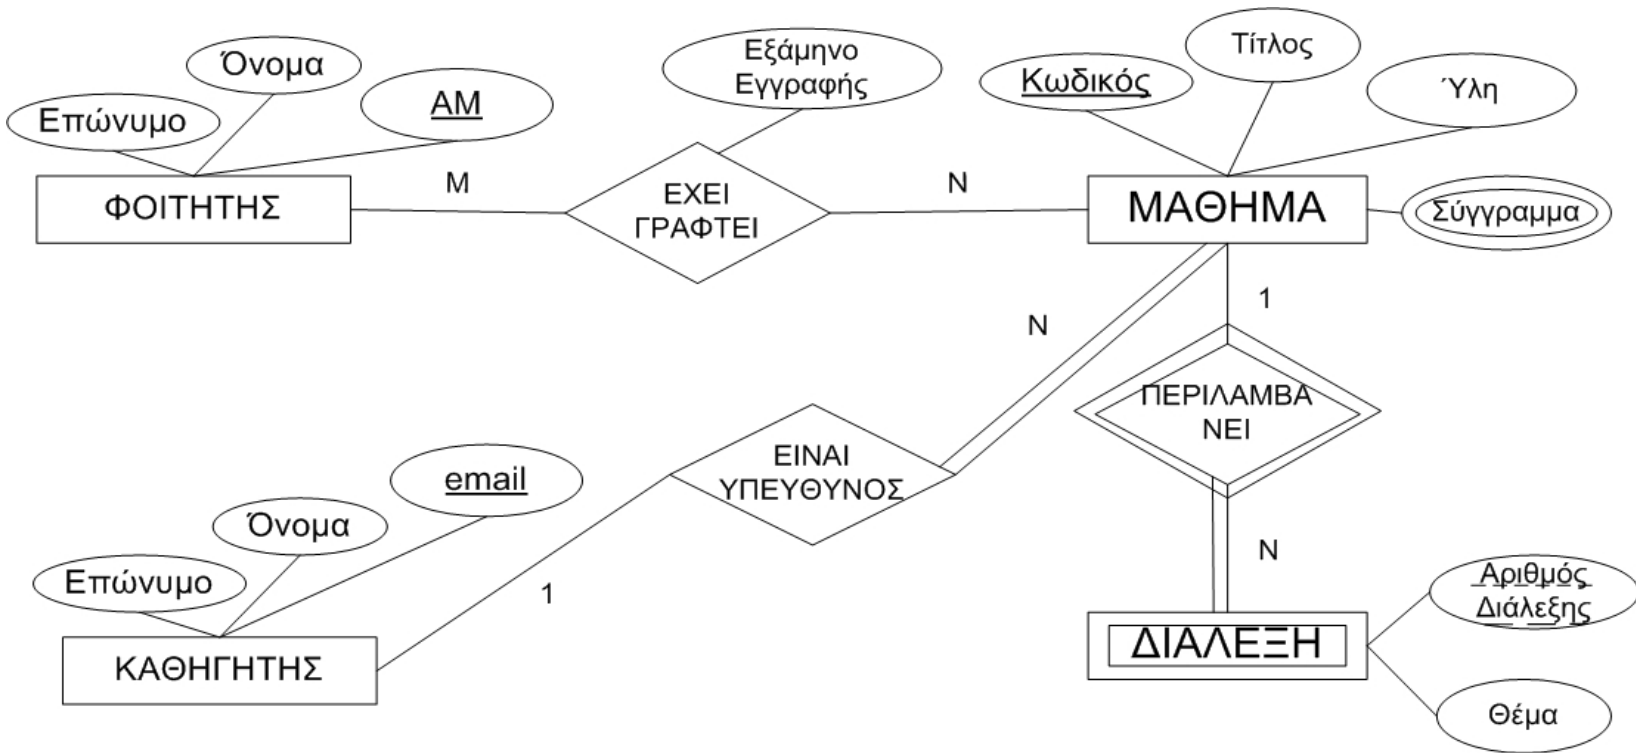 Όνομα
Επώνυμο
ΑΜ
ΦΟΙΤΗΤΗΣ
Μ
Εξάμηνο
Εγγραφής
ΕΧΕΙ
ΓΡΑΦΤΕΙ
Ν
Κωδικός
Τίτλος
Ύλη
ΜΑΘΗΜΑ
Σύγγραμμα
Ν
1
ΠΕΡΙΛΑΜΒΑ
ΝΕΙ
ΕΙΝΑΙ
ΥΠΕΥΘΥΝΟΣ
email
Όνομα
Επώνυμο
1
ΚΑΘΗΓΗΤΗΣ
Ν
ΔΙΑΛΕΞΗ
Αριθμός
Διάλεξης
Θέμα